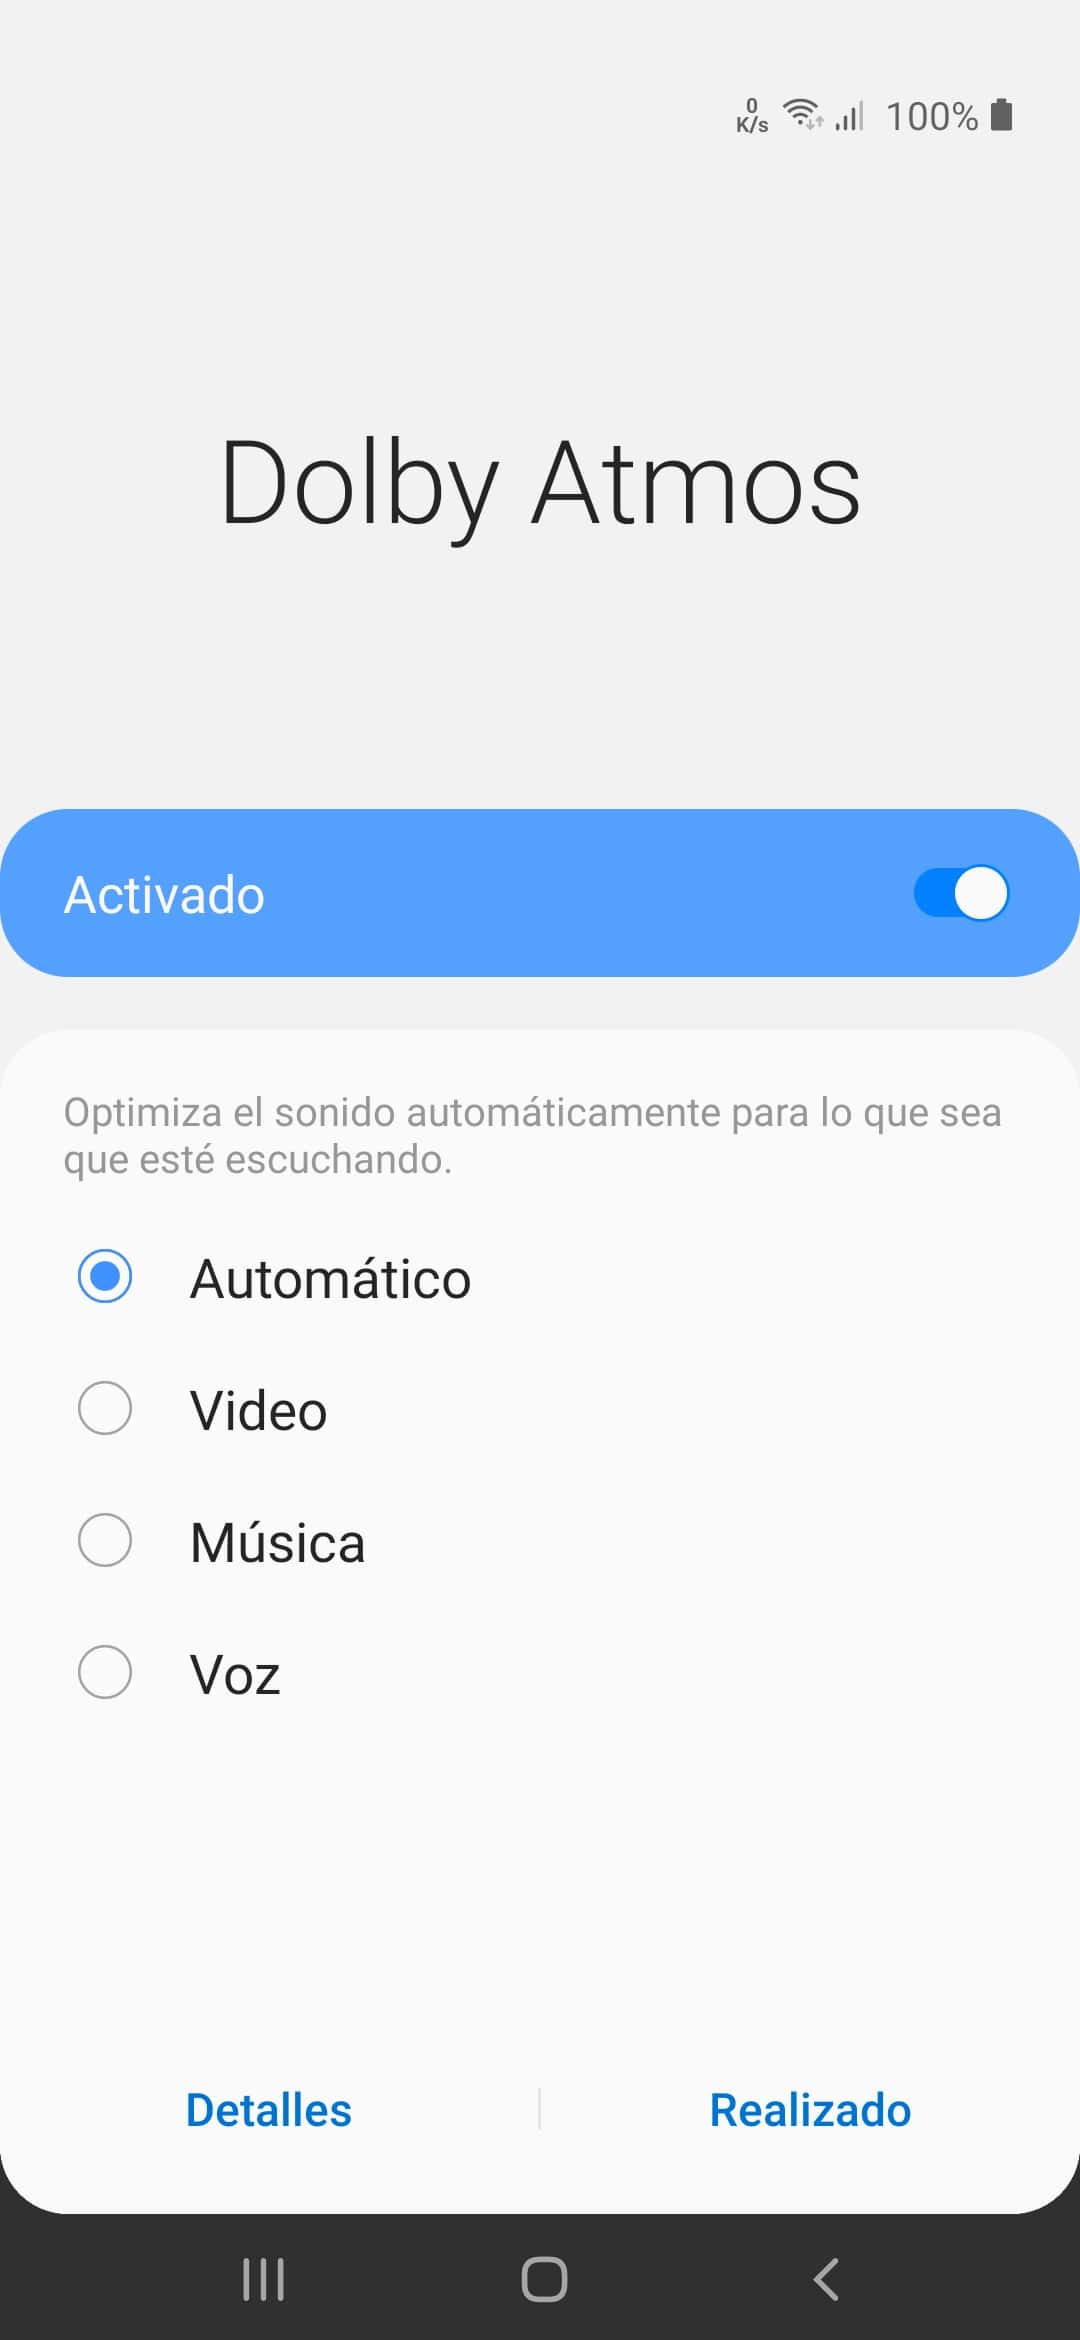 0
K/s 100%
Dolby Atmos
Activado
Optimiza el sonido automáticamente para lo que sea
que esté escuchando.
Automático
Video
Música
Voz
Detalles
Realizado